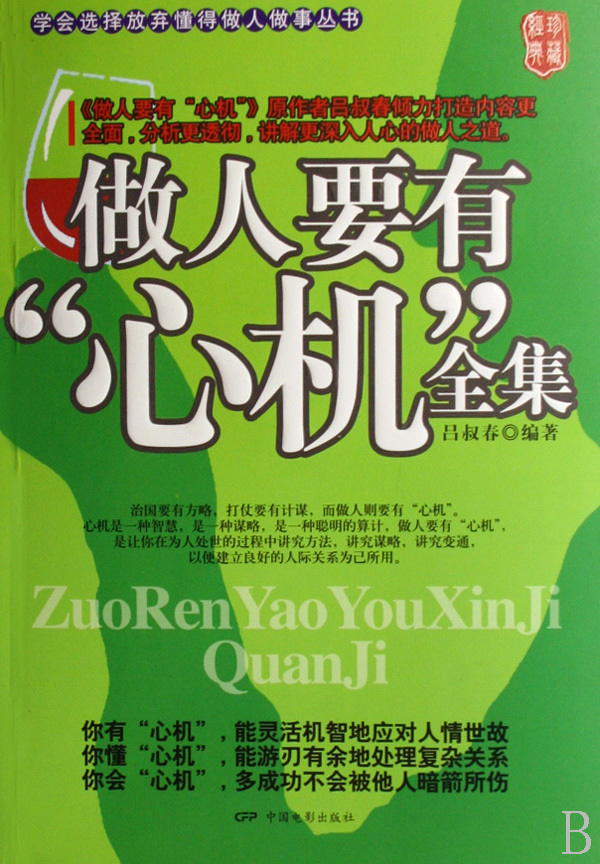 学会选择放弃懂得做人做事丛书
珍藏
經典
《做人要有“心机”》原作者吕叔春倾力打造内容更
全面，分析更透彻，讲解更深入人心的做人之道。
做人要有
“心机”全集
吕叔春◎编著
治国要有方略，打仗要有计谋，而做人则要有“心机”。
心机是一种智慧，是一种谋略，是一种聪明的算计，做人要有“心机”，
是让你在为人处世的过程中讲究方法，讲究谋略，讲究变通，
以便建立良好的人际关系为己所用。
ZuoRenYaoYouXinJi
QuanJi
你有“心机”，能灵活机智地应对人情世故
你懂“心机”，能游刃有余地处理复杂关系
你会“心机”，多成功不会被他人暗箭所伤
CFP 中国电影出版社
B